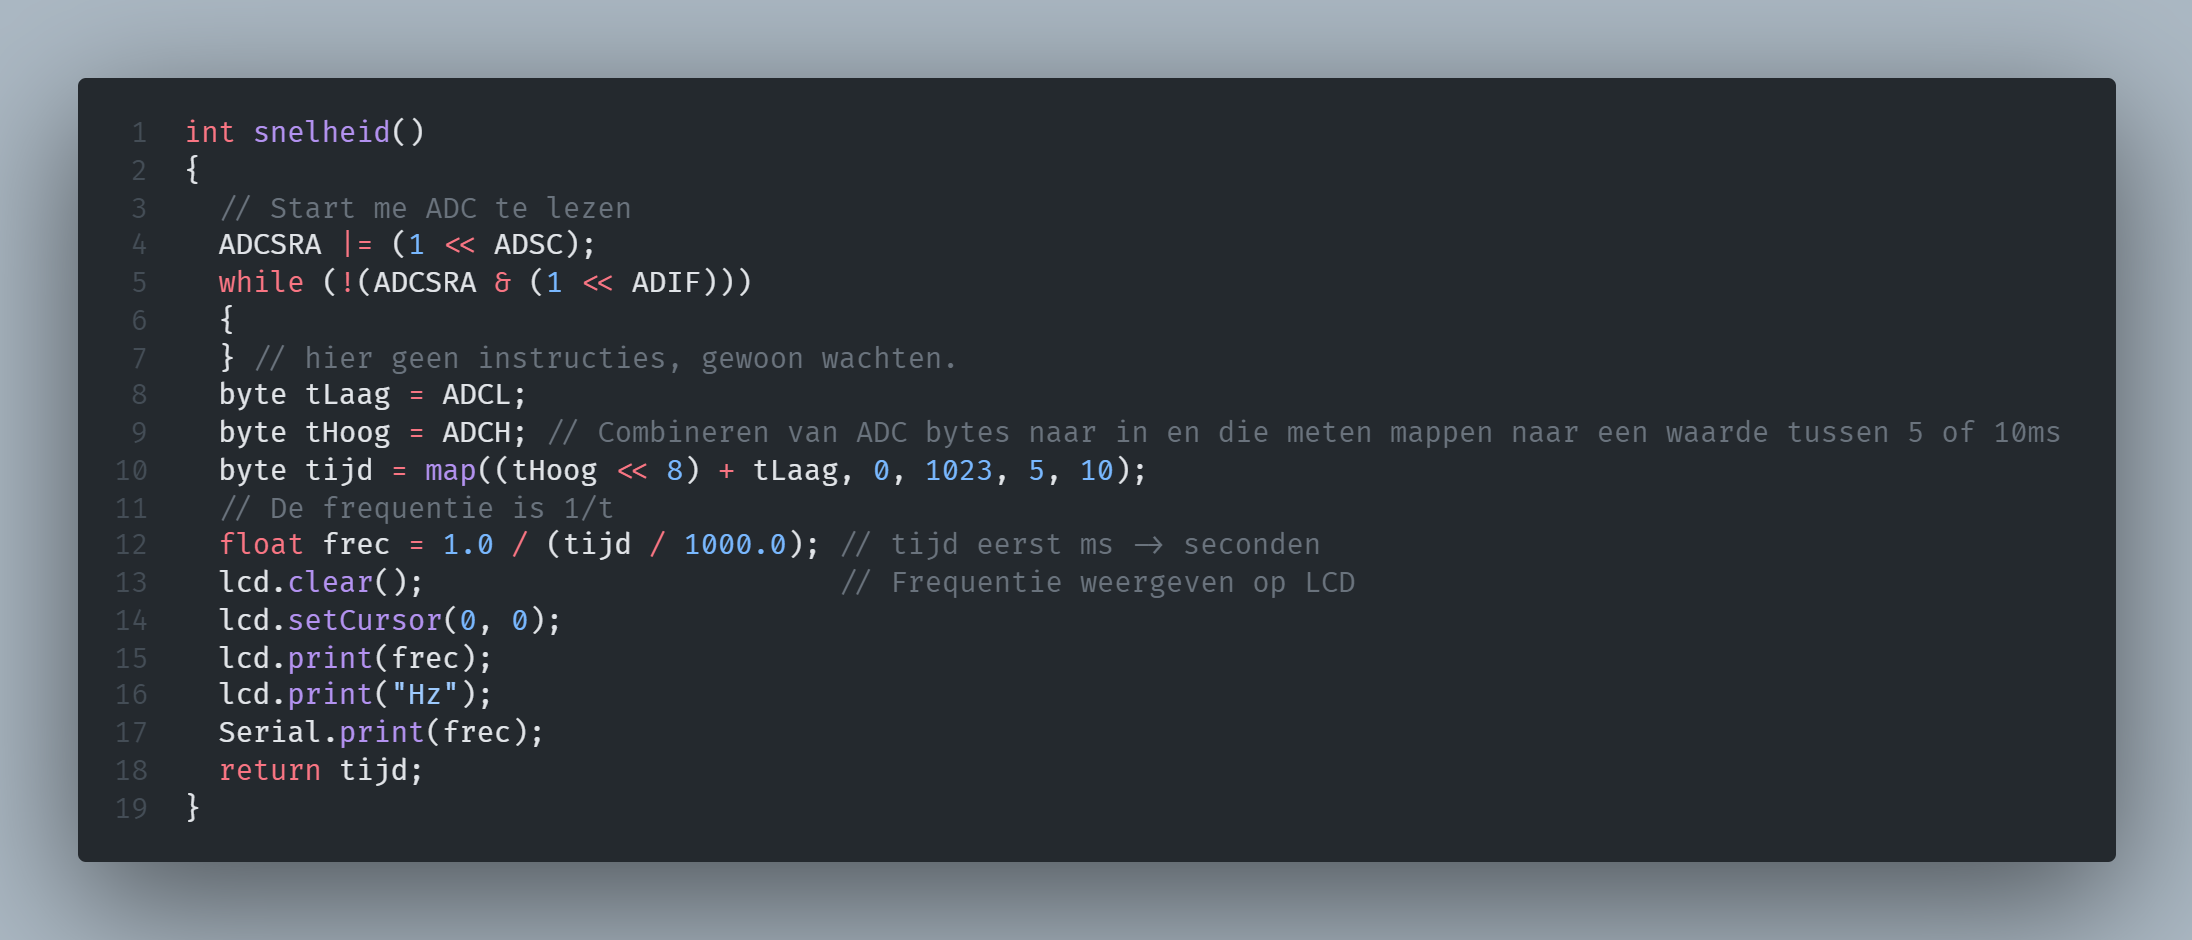 1 int snelheid()
2 {
3 // Start me ADC te lezen
4 ADCSRA |= (1 << ADSC);
5 while (!(ADCSRA & (1 << ADIF)))
6 {
7 } // hier geen instructies, gewoon wachten.
8 byte tLaag = ADCL;
9 byte tHoog = ADCH; // Combineren van ADC bytes naar in en die meten mappen naar een waarde tussen 5 of 10ms
10 byte tijd = map((tHoog << 8) + tLaag, 0, 1023, 5, 10);
11 // De frequentie is 1/t
12 float frec = 1.0 / (tijd / 1000.0); // tijd eerst ms -> seconden
13 lcd.clear(); // Frequentie weergeven op LCD
14 lcd.setCursor(0, 0);
15 lcd.print(frec);
16 lcd.print("Hz");
17 Serial.print(frec);
18 return tijd;
19 }